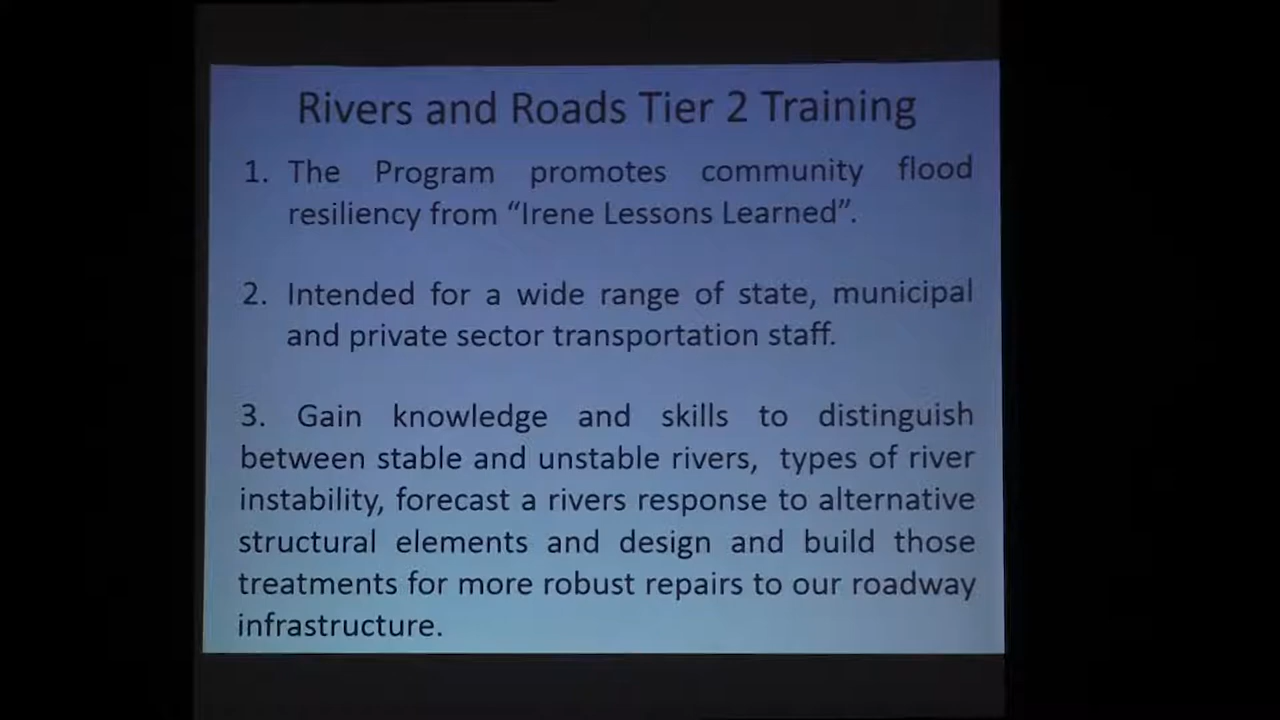 Rivers and Roads Tier 2 Training
1. The Program promotes community flood
resiliency from “Irene Lessons Learned”.
2. Intended for a wide range of state, municipal
and private sector transportation staff.
3. Gain knowledge and skills to distinguish
between stable and unstable rivers, types of river
instability, forecast a rivers response to alternative
structural elements and design and build those
treatments for more robust repairs to our roadway
infrastructure.